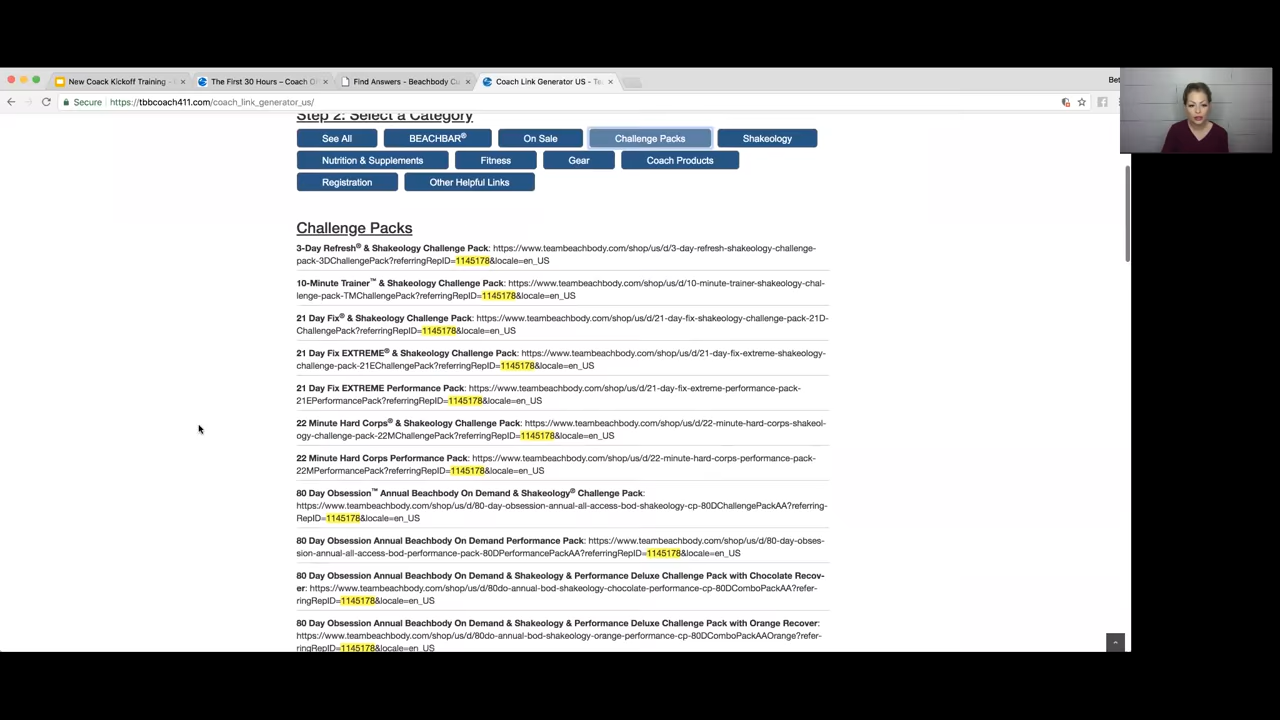 New Coach Kickoff Training -
The First 30 Hours – Coach O
Find Answers - Beachbody Cu
Coach Link Generator US - Te
Bet
Secure
https://tbbcoach411.com/coach_link_generator_us/
Step 2: Select a Category
See All
BEACHBAR®
On Sale
Challenge Packs
Shakeology
Nutrition & Supplements
Fitness
Gear
Coach Products
Registration
Other Helpful Links
Challenge Packs
3-Day Refresh® & Shakeology Challenge Pack: https://www.teambeachbody.com/shop/us/d/3-day-refresh-shakeology-challenge-
pack-3DChallengePack?referringRepID=1145178&locale=en_US
10-Minute Trainer™ & Shakeology Challenge Pack: https://www.teambeachbody.com/shop/us/d/10-minute-trainer-shakeology-chal-
lenge-pack-TMChallengePack?referringRepID=1145178&locale=en_US
21 Day Fix® & Shakeology Challenge Pack: https://www.teambeachbody.com/shop/us/d/21-day-fix-shakeology-challenge-pack-21D-
ChallengePack?referringRepID=1145178&locale=en_US
21 Day Fix EXTREME® & Shakeology Challenge Pack: https://www.teambeachbody.com/shop/us/d/21-day-fix-extreme-shakeology-
challenge-pack-21EChallengePack?referringRepID=1145178&locale=en_US
21 Day Fix EXTREME Performance Pack: https://www.teambeachbody.com/shop/us/d/21-day-fix-extreme-performance-pack-
21EPerformancePack?referringRepID=1145178&locale=en_US
22 Minute Hard Corps® & Shakeology Challenge Pack: https://www.teambeachbody.com/shop/us/d/22-minute-hard-corps-shakeol-
ogy-challenge-pack-22MChallengePack?referringRepID=1145178&locale=en_US
22 Minute Hard Corps Performance Pack: https://www.teambeachbody.com/shop/us/d/22-minute-hard-corps-performance-pack-
22MPerformancePack?referringRepID=1145178&locale=en_US
80 Day Obsession™ Annual Beachbody On Demand & Shakeology® Challenge Pack:
https://www.teambeachbody.com/shop/us/d/80-day-obsession-annual-all-access-bod-shakeology-cp-80DChallengePackAA?referring-
RepID=1145178&locale=en_US
80 Day Obsession Annual Beachbody On Demand Performance Pack: https://www.teambeachbody.com/shop/us/d/80-day-obses-
sion-annual-all-access-bod-performance-pack-80DPerformancePackAA?referringRepID=1145178&locale=en_US
80 Day Obsession Annual Beachbody On Demand & Shakeology & Performance Deluxe Challenge Pack with Chocolate Recov-
er: https://www.teambeachbody.com/shop/us/d/80do-annual-bod-shakeology-chocolate-performance-cp-80DComboPackAA?refer-
ringRepID=1145178&locale=en_US
80 Day Obsession Annual Beachbody On Demand & Shakeology & Performance Deluxe Challenge Pack with Orange Recover:
https://www.teambeachbody.com/shop/us/d/80do-annual-bod-shakeology-orange-performance-cp-80DComboPackAAOrange?refer-
ringRepID=1145178&locale=en_US